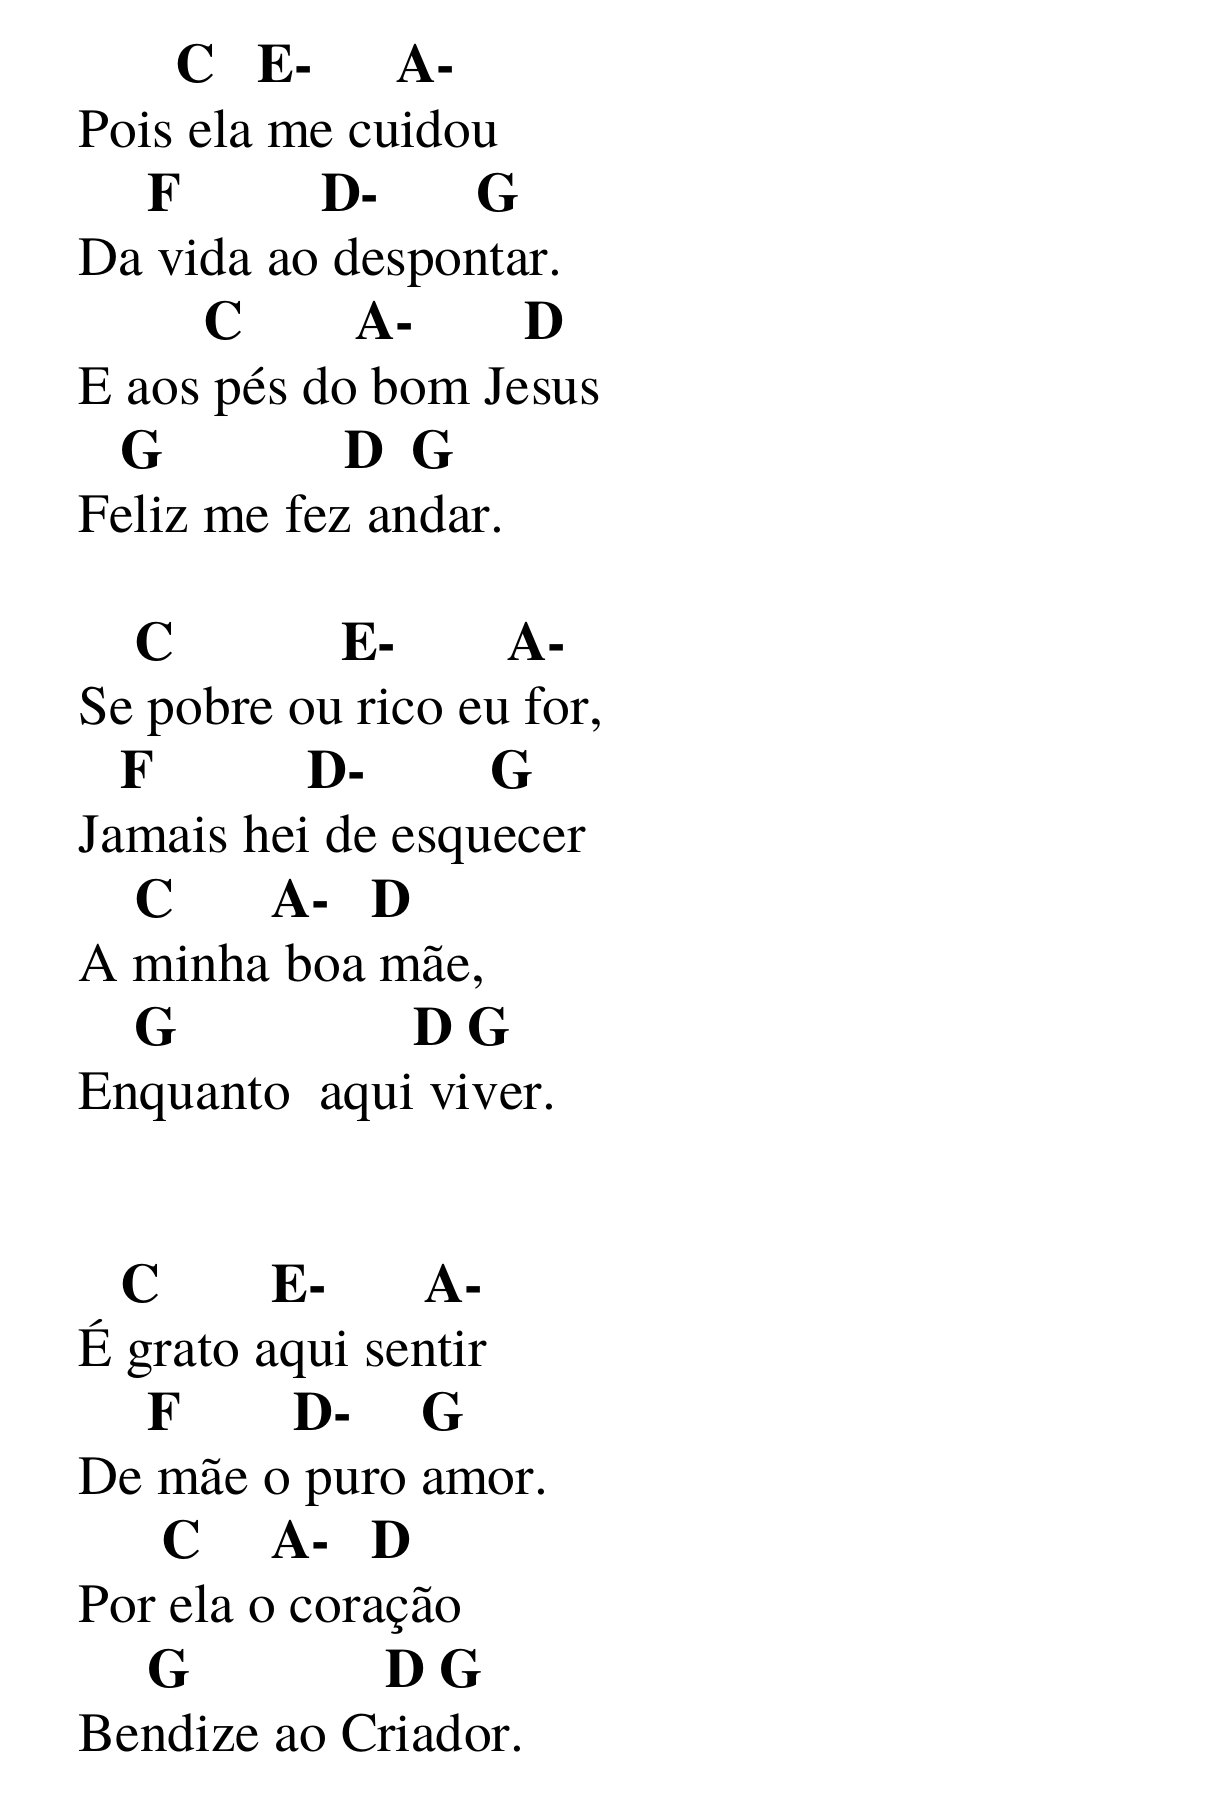 C E- A-
Pois ela me cuidou
F D- G
Da vida ao despontar.
C A- D
E aos pés do bom Jesus
G D G
Feliz me fez andar.
C E- A-
Se pobre ou rico eu for,
F D- G
Jamais hei de esquecer
C A- D
A minha boa mãe,
G D G
Enquanto aqui viver.
C E- A-
É grato aqui sentir
F D- G
De mãe o puro amor.
C A- D
Por ela o coração
G D G
Bendize ao Criador.